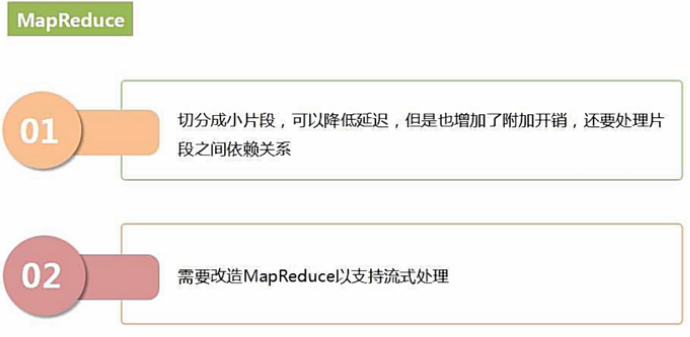 MapReduce
01
切分成小片段，可以降低延迟，但是也增加了附加开销，还要处理片
段之间依赖关系
02
需要改造MapReduce以支持流式处理